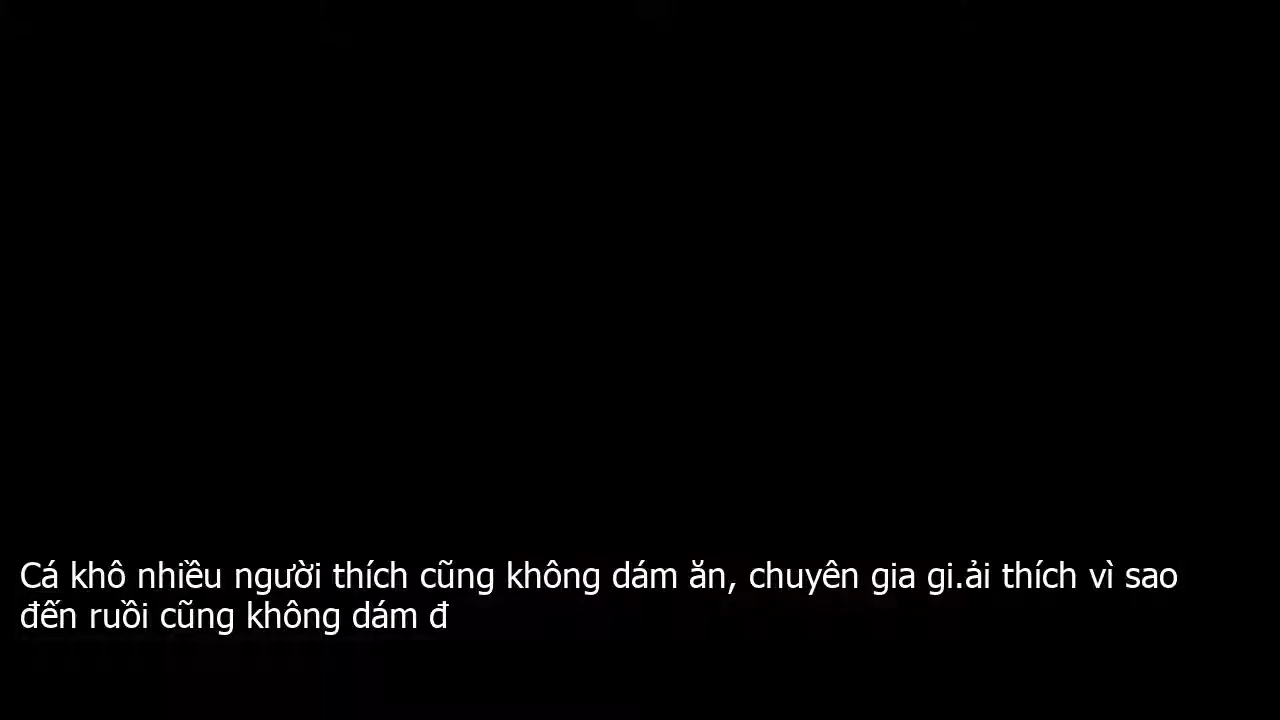 Cá khô nhiều người thích cũng không dám ăn, chuyên gia gi.ải thích vì sao
đến ruồi cũng không dám đ